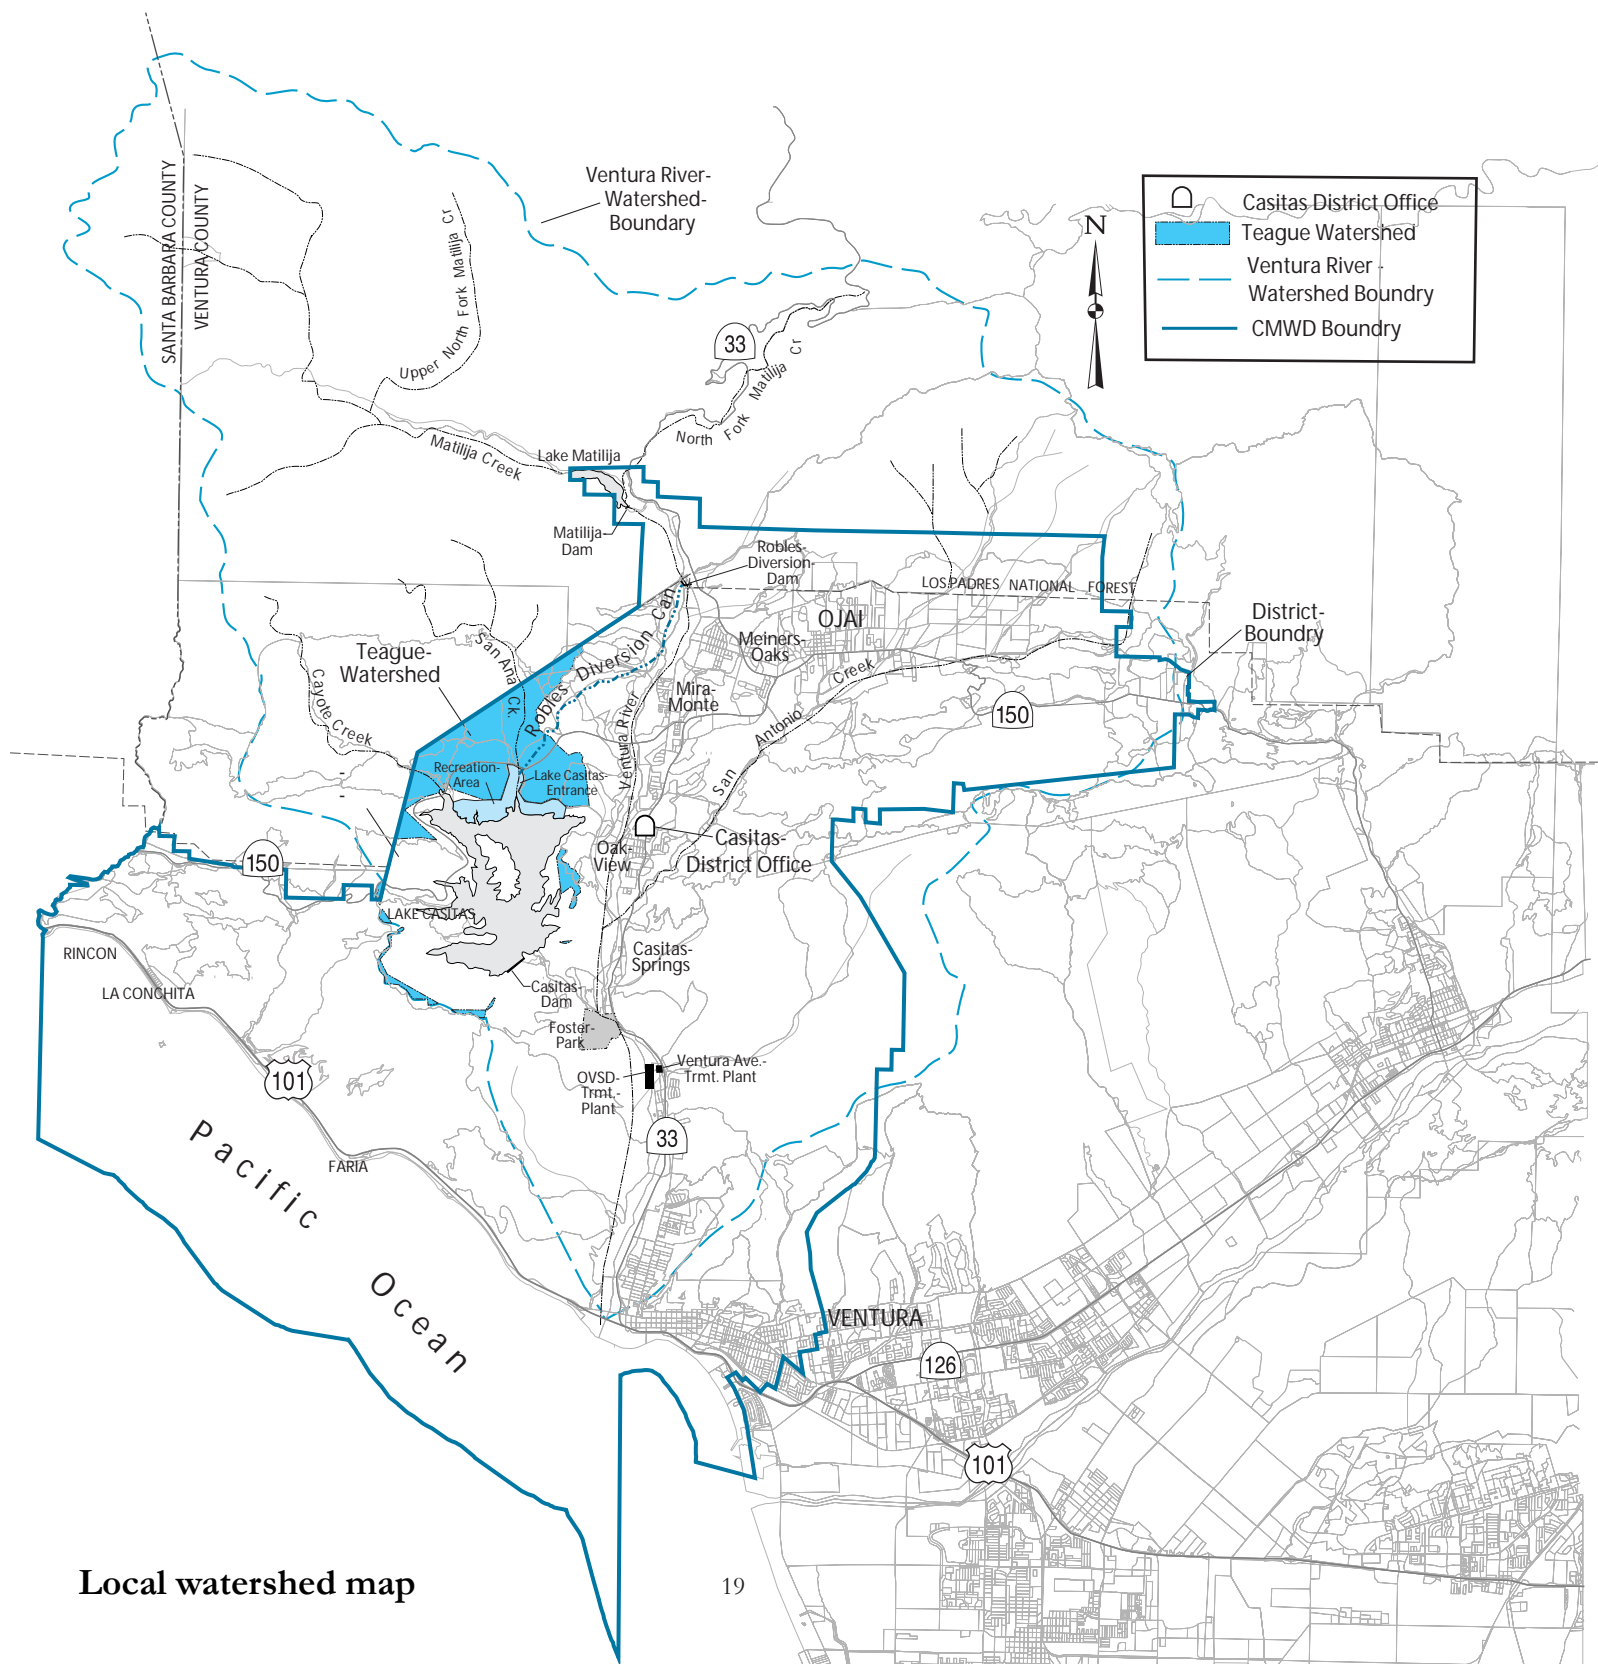 SANTA BARBARA COUNTY
VENTURA COUNTY
Ventura River-
Watershed-
Boundary
Casitas District Office
Teague Watershed
Ventura River -
Watershed Boundry
CMWD Boundry
N
Upper North Fork Matilija Cr
33
North Fork Matilija Cr
Matilija Creek
Lake Matilija
Matilija-
Dam
Robles-
Diversion-
Dam
LOS PADRES NATIONAL FOREST
OJAI
Meiners-
Oaks
District-
Boundry
Teague-
Watershed
San Ana Ck.
Robles Diversion Can
Cayote Creek
Ventura River
Mira-
Monte
San Antonio Creek
150
Recreation-
Area
Lake Casitas-
Entrance
Casitas-
District Office
Oak-
View
150
LAKE CASITAS
RINCON
LA CONCHITA
Casitas-
Springs
Casitas-
Dam
Foster-
Park
OVSD-
Trmt.-
Plant
Ventura Ave.-
Trmt. Plant
101
33
FARIA
Pacific Ocean
VENTURA
126
101
Local watershed map
19